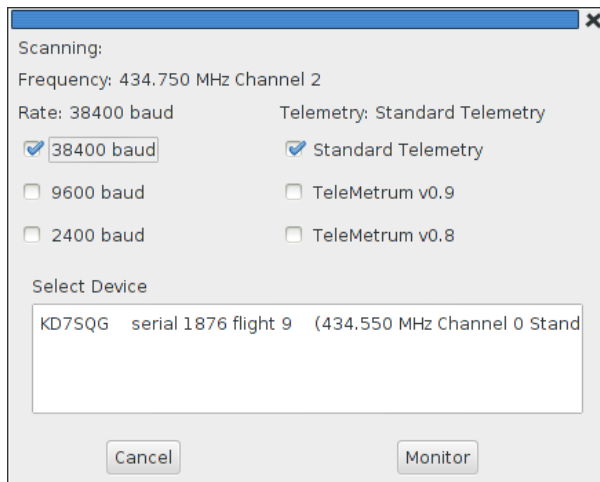 Scanning:
Frequency: 434.750 MHz Channel 2
Rate: 38400 baud Telemetry: Standard Telemetry
38400 baud Standard Telemetry
9600 baud TeleMetrum v0.9
2400 baud TeleMetrum v0.8
Select Device
KD7SQG serial 1876 flight 9 (434.550 MHz Channel 0 Stand
Cancel Monitor